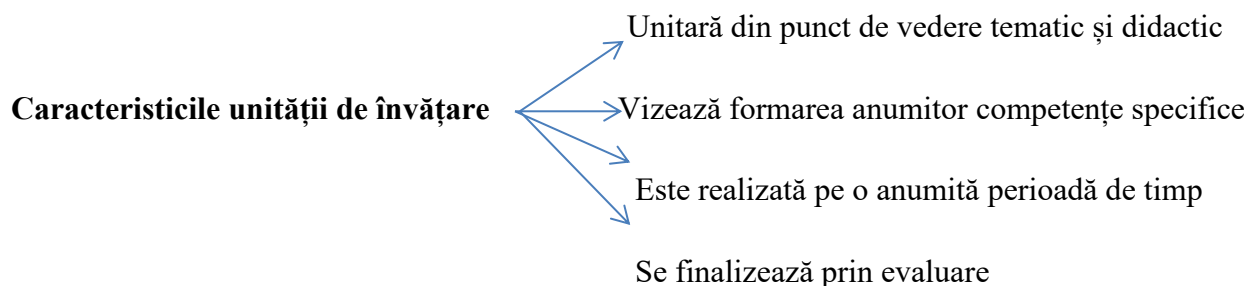 Unitară din punct de vedere tematic și didactic
Caracteristicile unității de învățare
Vizează formarea anumitor competențe specifice
Este realizată pe o anumită perioadă de timp
Se finalizează prin evaluare